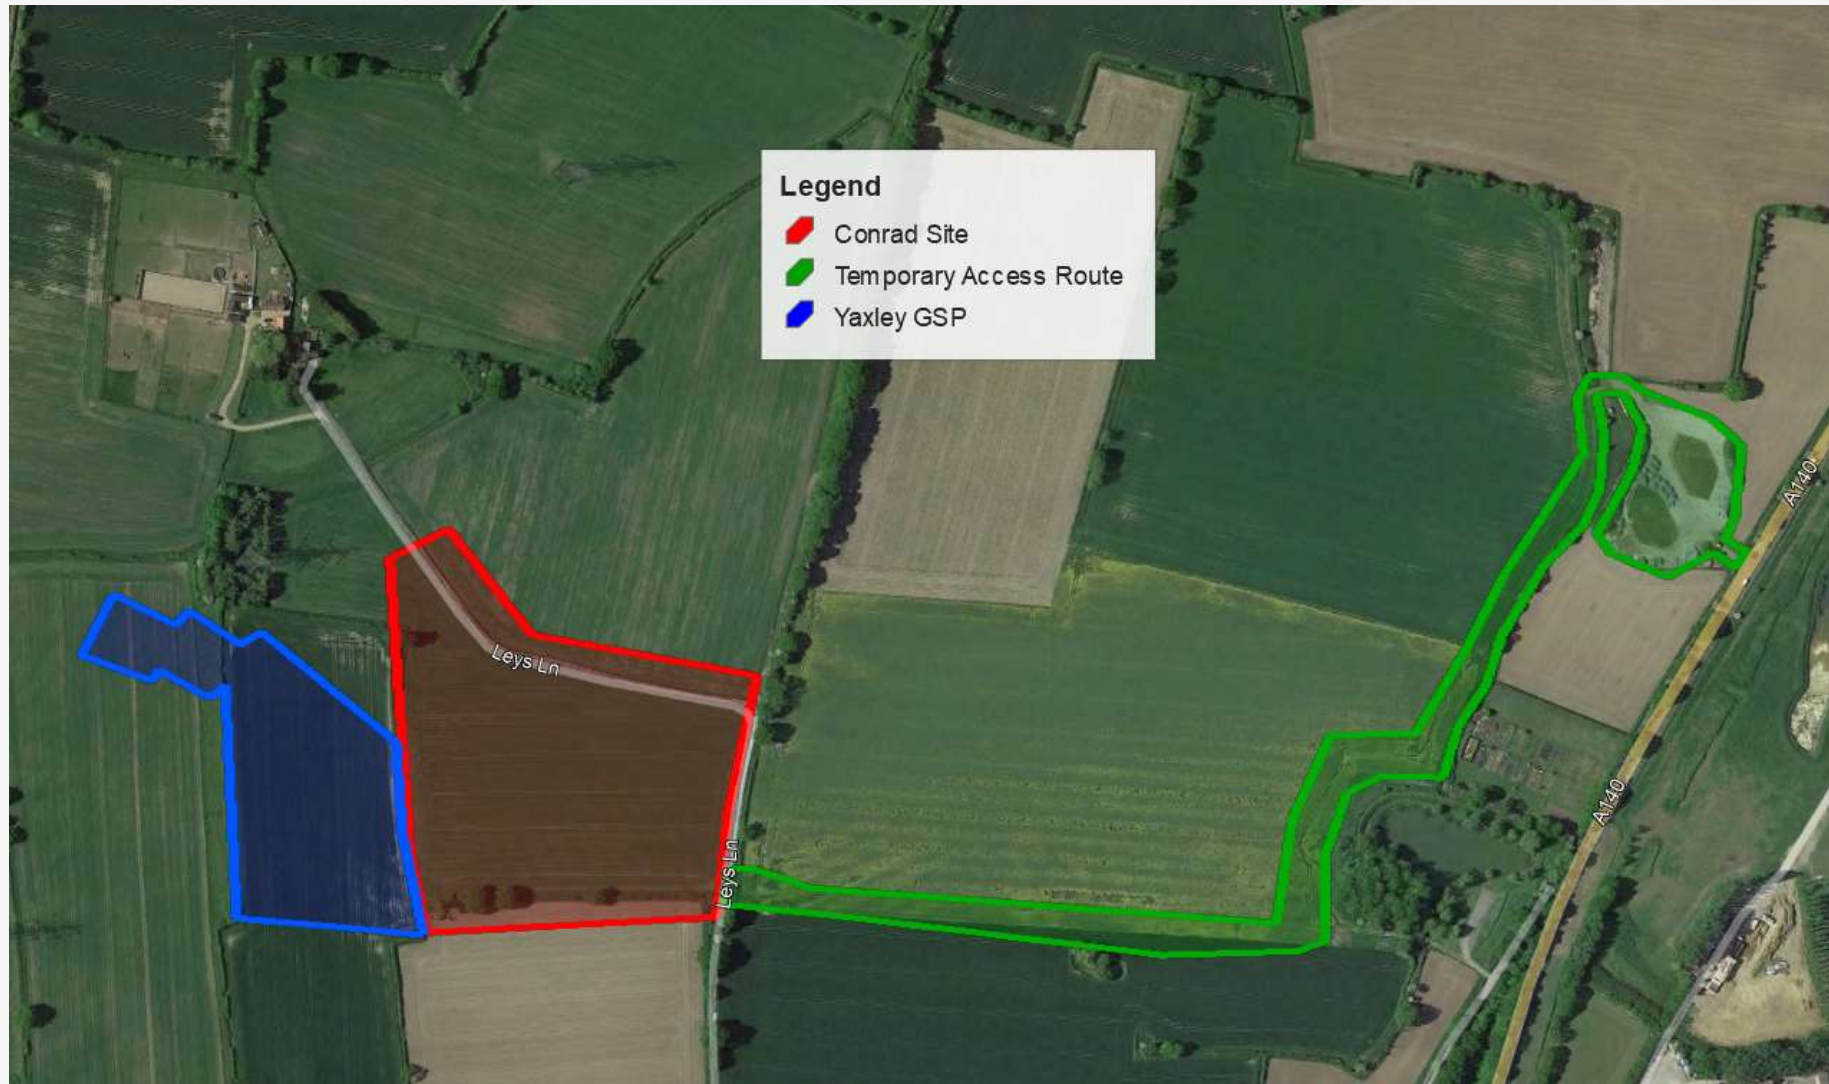 Legend
Conrad Site
Temporary Access Route
Yaxley GSP
A140
Leys Ln
A140
Leys Ln